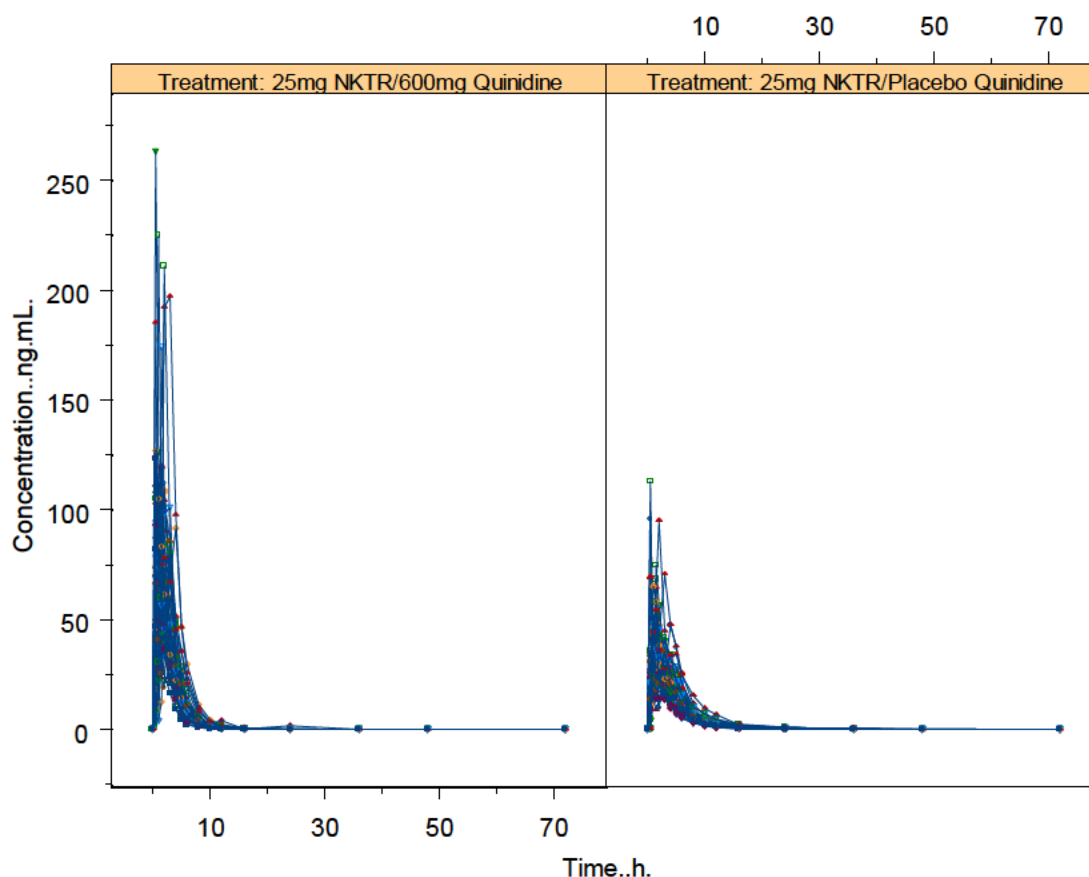 10 30 50 70
Treatment: 25mg NKTR/600mg Quinidine
Treatment: 25mg NKTR/Placebo Quinidine
250
200
150
100
50
0
Concentration..ng.mL.
10 30 50 70
Time..h.